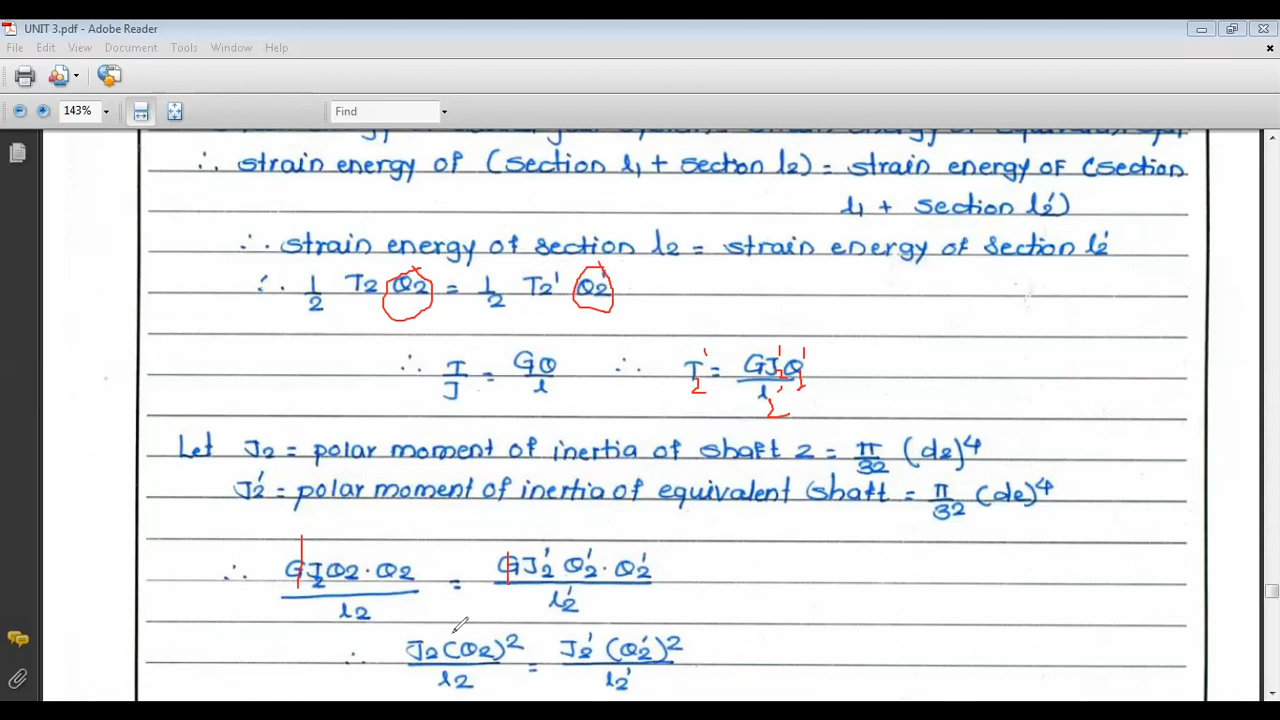 UNIT 3.pdf - Adobe Reader
File Edit View Document Tools Window Help
143% Find
∴ strain energy of (section l₁ + section l₂) = strain energy of (section
l₁ + section l₂')
∴ strain energy of section l₂ = strain energy of section l₂'
∴ 1/2 T₂ θ₂ = 1/2 T₂' θ₂'
∴ T/J = Gθ/l ∴ T₂' = GJ₂'θ₂'/l₂'
Let J₂ = polar moment of inertia of shaft 2 = π/32 (d₂)⁴
J₂' = polar moment of inertia of equivalent shaft = π/32 (de)⁴
∴ GJ₂θ₂·θ₂/l₂ = GJ₂'θ₂'·θ₂'/l₂'
∴ J₂(θ₂)²/l₂ = J₂'(θ₂')²/l₂'